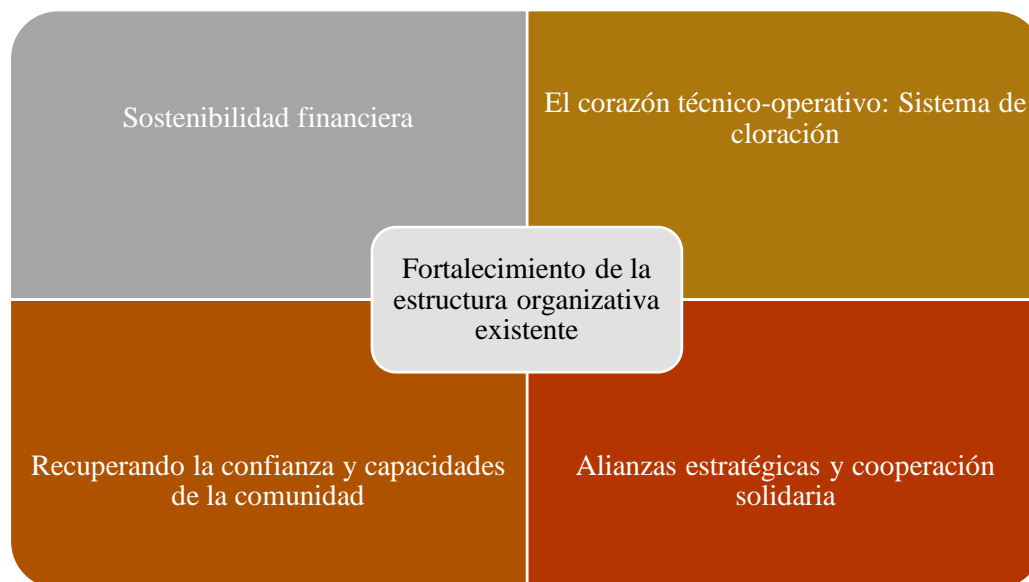 Sostenibilidad financiera
El corazón técnico-operativo: Sistema de
cloración
Fortalecimiento de la
estructura organizativa
existente
Recuperando la confianza y capacidades
de la comunidad
Alianzas estratégicas y cooperación
solidaria